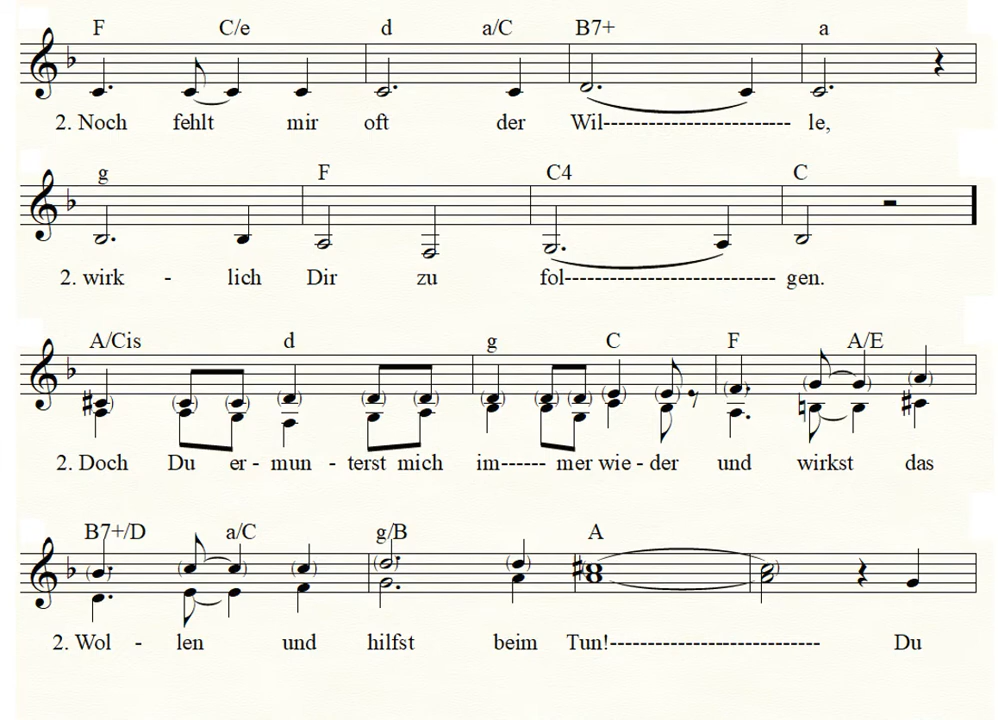 F C/e d a/C B7+ a
2. Noch fehlt mir oft der Wil------------------------- le,
g F C4 C
2. wirk - lich Dir zu fol---------------------------- gen.
A/Cis d g C F A/E
2. Doch Du er - mun - terst mich im------ mer wie - der und wirkst das
B7+/D a/C g/B A
2. Wol - len und hilfst beim Tun!---------------------------- Du